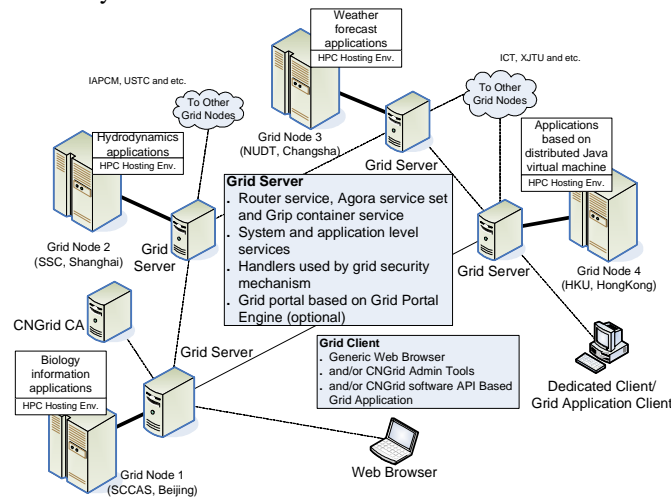 Weather
forecast
applications
HPC Hosting Env.
ICT, XJTU and etc.
IAPCM, USTC and etc.
To Other
Grid Nodes
To Other
Grid Nodes
Hydrodynamics
applications
HPC Hosting Env.
Grid Node 3
(NUDT, Changsha)
Grid Server
Applications
based on
distributed Java
virtual machine
HPC Hosting Env.
Grid Server
. Router service, Agora service set
and Grip container service
. System and application level
services
. Handlers used by grid security
mechanism
. Grid portal based on Grid Portal
Engine (optional)
Grid Node 2
(SSC, Shanghai)
Grid
Server
Grid Server
Grid Node 4
(HKU, HongKong)
CNGrid CA
Grid Server
Grid Client
. Generic Web Browser
. and/or CNGrid Admin Tools
. and/or CNGrid software API Based
Grid Application
Biology
information
applications
HPC Hosting Env.
Dedicated Client/
Grid Application Client
Grid Node 1
(SCCAS, Beijing)
Web Browser